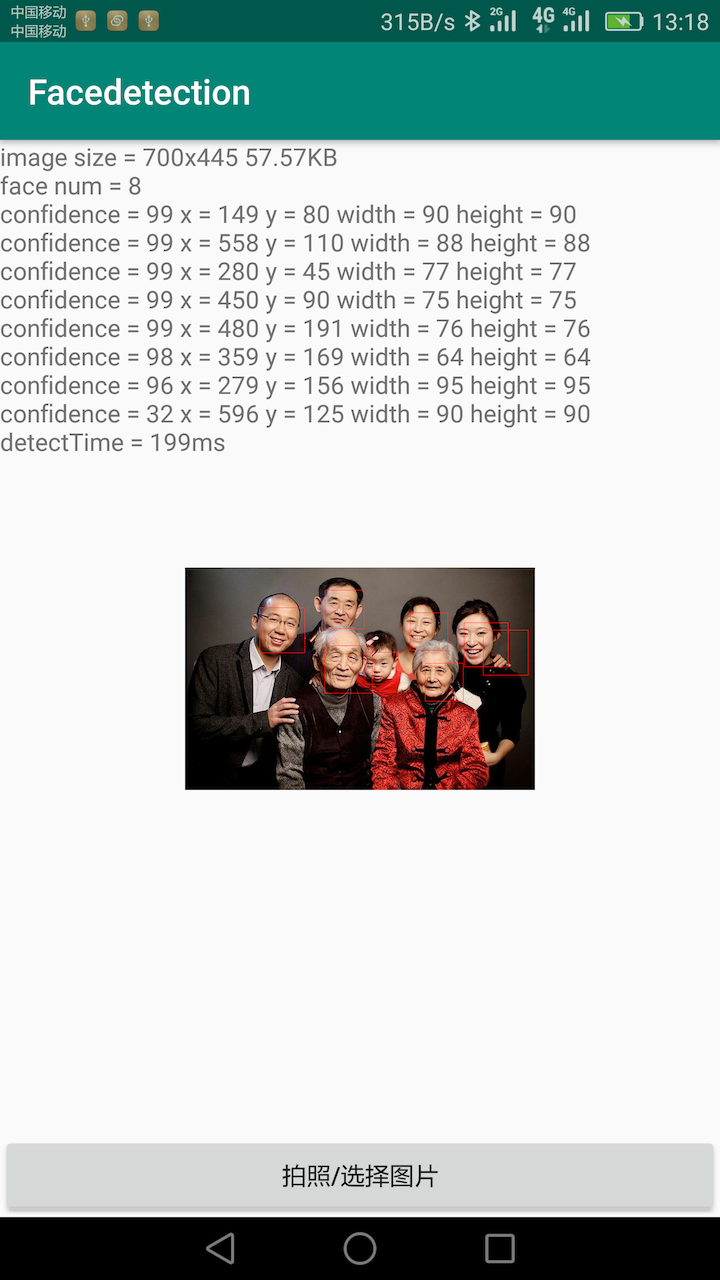 中国移动 315B/s 2G 4G 4G 13:18
中国移动
Facedetection
image size = 700x445 57.57KB
face num = 8
confidence = 99 x = 149 y = 80 width = 90 height = 90
confidence = 99 x = 558 y = 110 width = 88 height = 88
confidence = 99 x = 280 y = 45 width = 77 height = 77
confidence = 99 x = 450 y = 90 width = 75 height = 75
confidence = 99 x = 480 y = 191 width = 76 height = 76
confidence = 98 x = 359 y = 169 width = 64 height = 64
confidence = 96 x = 279 y = 156 width = 95 height = 95
confidence = 32 x = 596 y = 125 width = 90 height = 90
detectTime = 199ms
拍照/选择图片